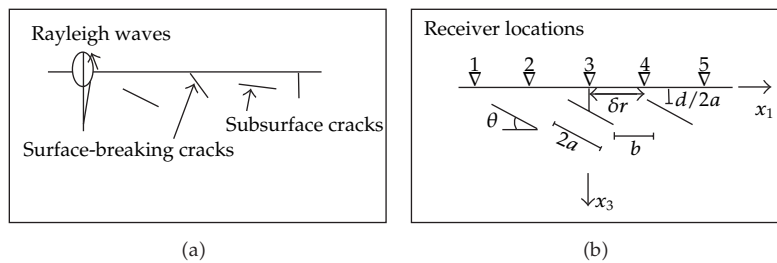 Rayleigh waves
Subsurface cracks
Surface-breaking cracks
(a)
Receiver locations
1 2 3 4 5
δr
d/2a
x1
θ
2a
b
x3
(b)